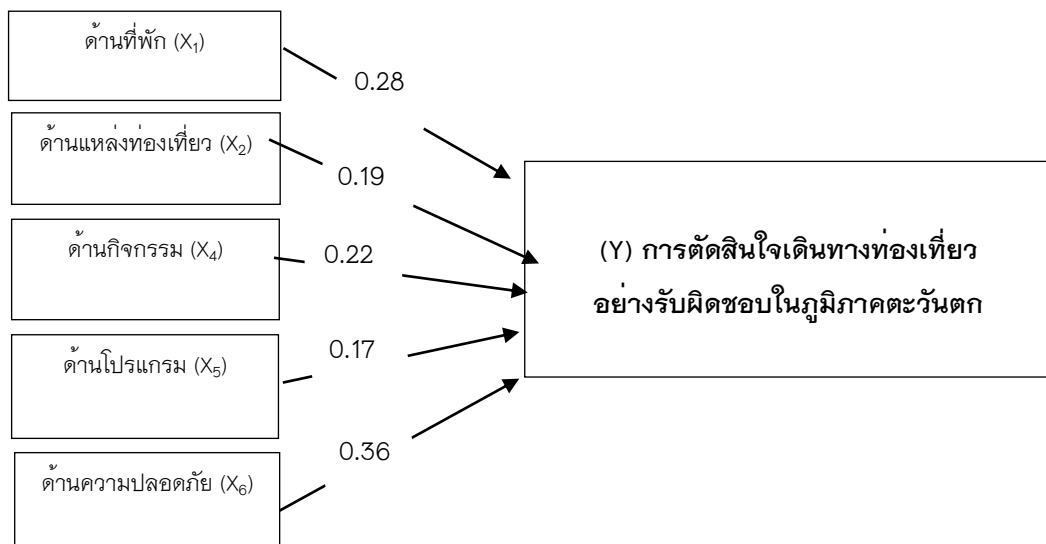 ด้านที่พัก (X₁)
0.28
ด้านแหล่งท่องเที่ยว (X₂)
0.19
ด้านกิจกรรม (X₄)
0.22
(Y) การตัดสินใจเดินทางท่องเที่ยว
อย่างรับผิดชอบในภูมิภาคตะวันตก
ด้านโปรแกรม (X₅)
0.17
ด้านความปลอดภัย (X₆)
0.36